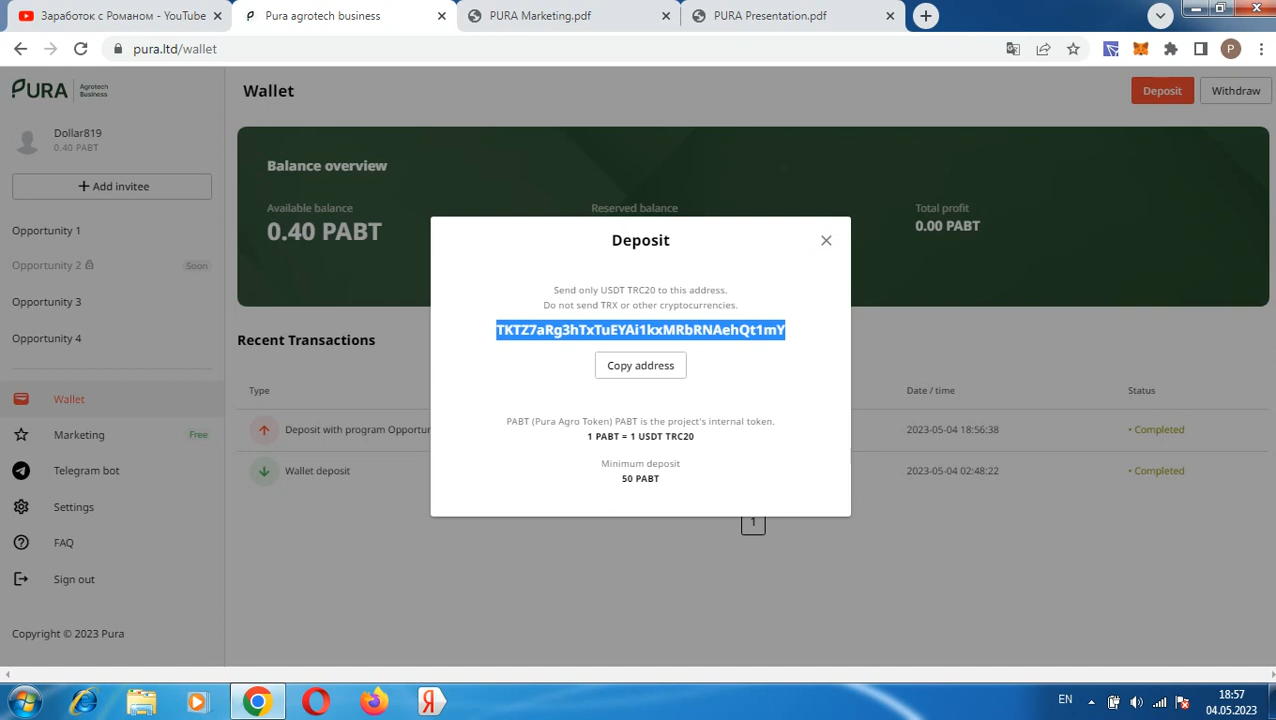 Заработок с Романом - YouTube
Pura agrotech business
PURA Marketing.pdf
PURA Presentation.pdf
pura.ltd/wallet
P
PURA Agrotech Business
Wallet
Deposit
Withdraw
Dollar819
0.40 PABT
+ Add invitee
Opportunity 1
Opportunity 2
Soon
Opportunity 3
Opportunity 4
Wallet
Marketing
Free
Telegram bot
Settings
FAQ
Sign out
Copyright © 2023 Pura
Balance overview
Available balance
Reserved balance
Total profit
0.40 PABT
0.00 PABT
Recent Transactions
Type
Date / time
Status
Deposit with program Opportu
2023-05-04 18:56:38
• Completed
Wallet deposit
2023-05-04 02:48:22
• Completed
1
Deposit
Send only USDT TRC20 to this address.
Do not send TRX or other cryptocurrencies.
TKTZ7aRg3hTxTuEYAi1kxMRbRNAehQt1mY
Copy address
PABT (Pura Agro Token) PABT is the project's internal token.
1 PABT = 1 USDT TRC20
Minimum deposit
50 PABT
EN
18:57
04.05.2023